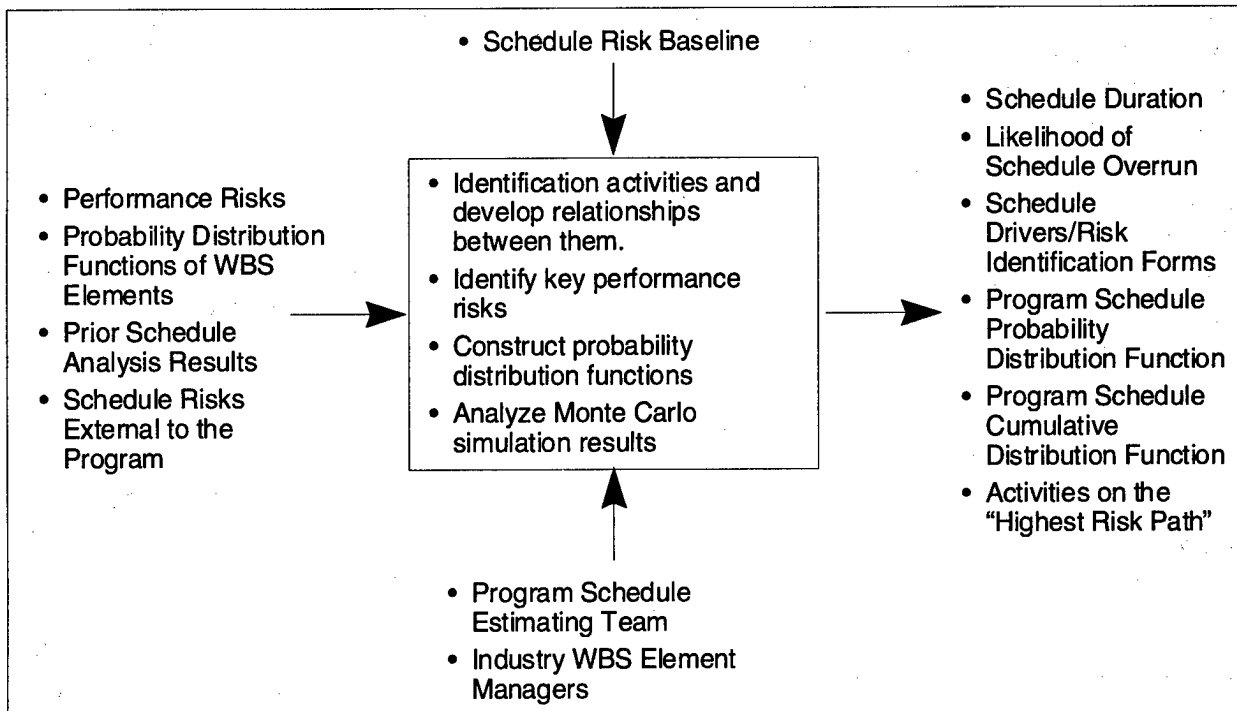 • Schedule Risk Baseline
• Performance Risks
• Probability Distribution
Functions of WBS
Elements
• Prior Schedule
Analysis Results
• Schedule Risks
External to the
Program
• Identification activities and
develop relationships
between them.
• Identify key performance
risks
• Construct probability
distribution functions
• Analyze Monte Carlo
simulation results
• Program Schedule
Estimating Team
• Industry WBS Element
Managers
• Schedule Duration
• Likelihood of
Schedule Overrun
• Schedule
Drivers/Risk
Identification Forms
• Program Schedule
Probability
Distribution Function
• Program Schedule
Cumulative
Distribution Function
• Activities on the
“Highest Risk Path”